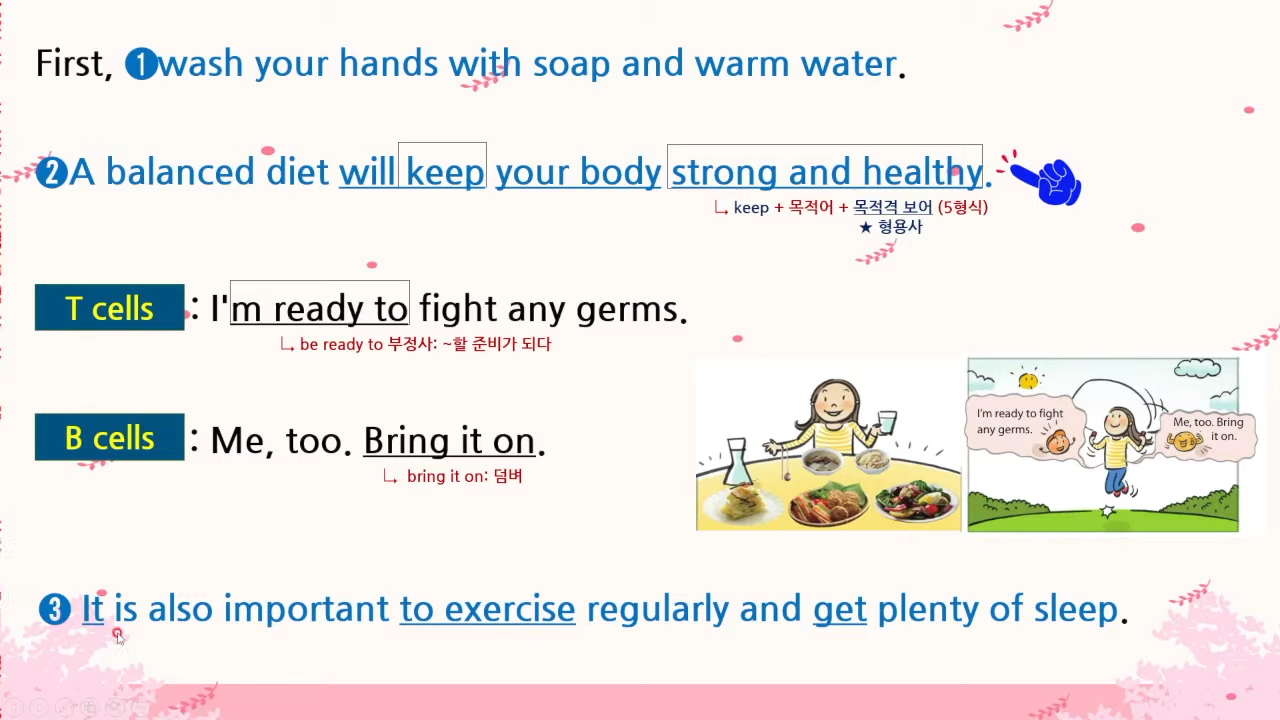 First, ❶wash your hands with soap and warm water.
❷A balanced diet will keep your body strong and healthy.
keep + 목적어 + 목적격 보어 (5형식)
★ 형용사
T cells : I'm ready to fight any germs.
be ready to 부정사: ~할 준비가 되다
I'm ready to fight
any germs.
Me, too. Bring
it on.
B cells : Me, too. Bring it on.
bring it on: 덤벼
❸ It is also important to exercise regularly and get plenty of sleep.